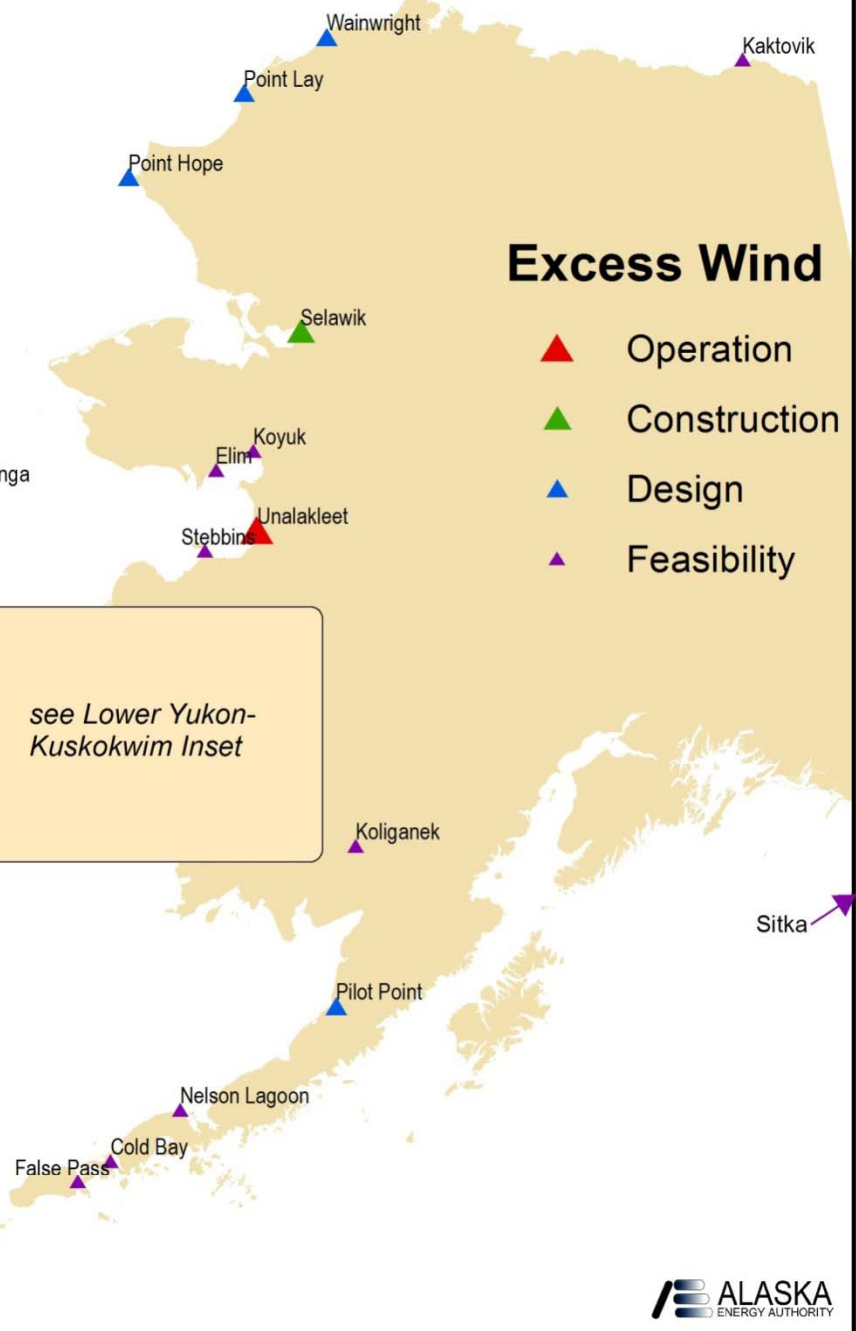 Wainwright
Kaktovik
Point Lay
Point Hope
Excess Wind
Selawik
Operation
Construction
Koyuk
Elim
nga
Design
Unalakleet
Stebbins
Feasibility
see Lower Yukon-
Kuskokwim Inset
Koliganek
Sitka
Pilot Point
Nelson Lagoon
Cold Bay
False Pass
ALASKA
ENERGY AUTHORITY